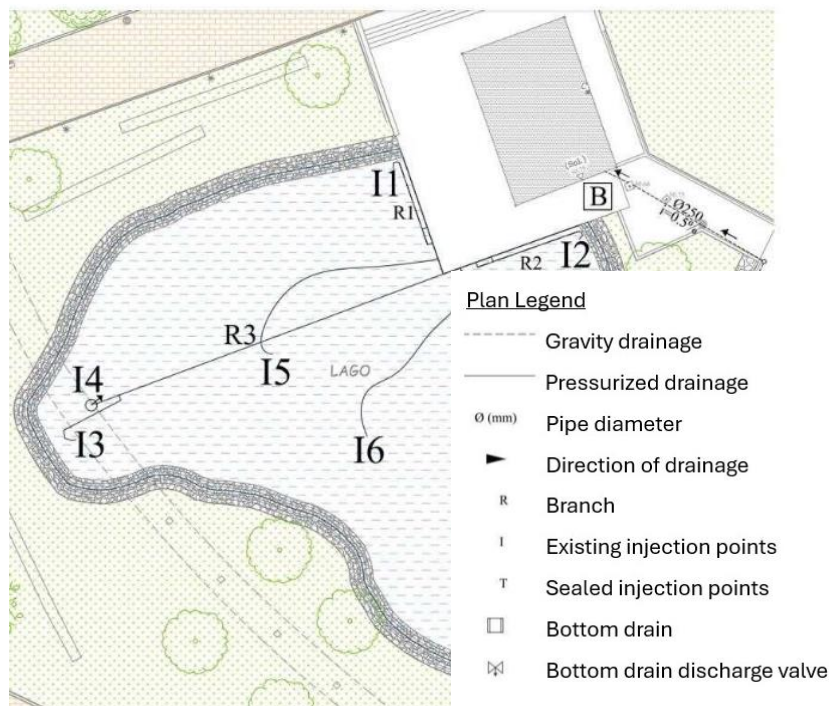 I1
R1
(Sol.)
B
Ø250
i=0.5%
I2
R2
R3
I5
LAGO
I4
I3
I6
Plan Legend
Gravity drainage
Pressurized drainage
Ø (mm) Pipe diameter
Direction of drainage
R Branch
I Existing injection points
T Sealed injection points
Bottom drain
Bottom drain discharge valve